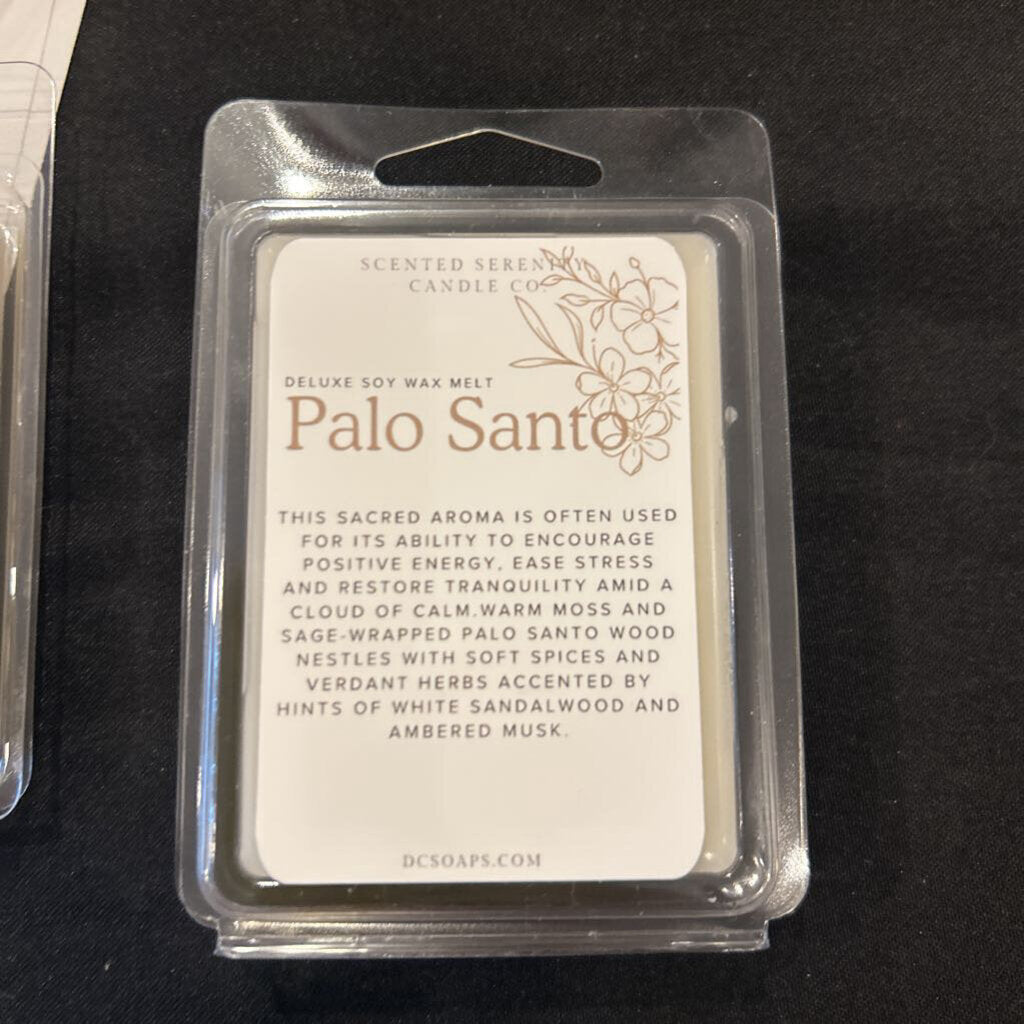 SCENTED SERENITY
CANDLE CO.
DELUXE SOY WAX MELT
Palo Santo
THIS SACRED AROMA IS OFTEN USED
FOR ITS ABILITY TO ENCOURAGE
POSITIVE ENERGY, EASE STRESS
AND RESTORE TRANQUILITY AMID A
CLOUD OF CALM.WARM MOSS AND
SAGE-WRAPPED PALO SANTO WOOD
NESTLES WITH SOFT SPICES AND
VERDANT HERBS ACCENTED BY
HINTS OF WHITE SANDALWOOD AND
AMBERED MUSK.
DCSOAPS.COM